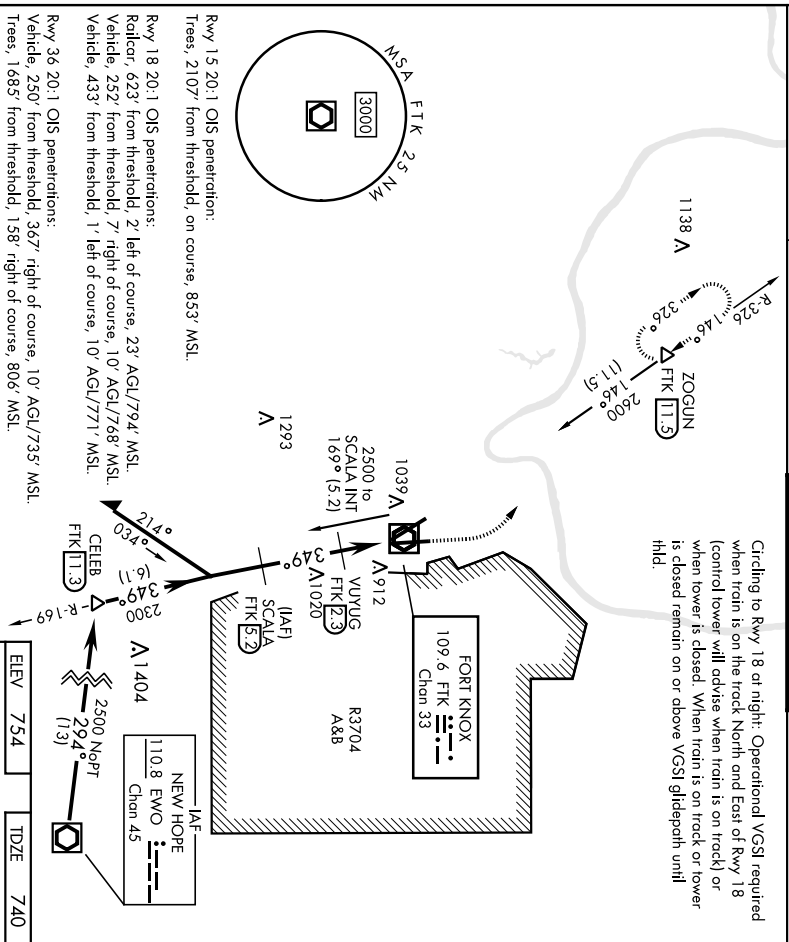 Circling to Rwy 18 at night: Operational VGSI required
when train is on the track North and East of Rwy 18
(control tower will advise when train is on track) or
when tower is closed. When train is on track or tower
is closed remain on or above VGSI glidepath until
thld.
R-326
146°
326°
ZOGUN
FTK 11.5
2600
146°
(11.5)
1138
MSA FTK 25 NM
3000
1039
2500 to
SCALA INT
169° (5.2)
1293
912
1020
349°
VUYUG
FTK 2.3
(IAF)
SCALA
FTK 5.2
FORT KNOX
109.6 FTK
Chan 33
R3704
A&B
214°
034°
2300
349°
(6.1)
CELEB
FTK 11.3
R-169
1404
2500 NoPT
294°
(13)
IAF
NEW HOPE
110.8 EWO
Chan 45
Rwy 15 20:1 OIS penetration:
Trees, 2107' from threshold, on course, 853' MSL.
Rwy 18 20:1 OIS penetrations:
Railcar, 623' from threshold, 2' left of course, 23' AGL/794' MSL.
Vehicle, 252' from threshold, 7' right of course, 10' AGL/768' MSL.
Vehicle, 433' from threshold, 1' left of course, 10' AGL/771' MSL.
Rwy 36 20:1 OIS penetrations:
Vehicle, 250' from threshold, 367' right of course, 10' AGL/735' MSL.
Trees, 1685' from threshold, 158' right of course, 806' MSL.
ELEV 754
TDZE 740